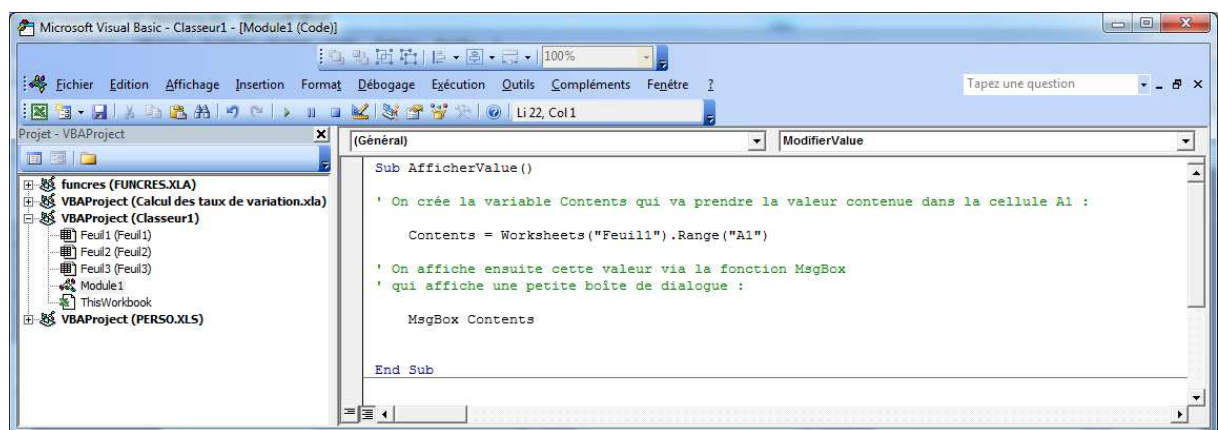 Microsoft Visual Basic - Classeur1 - [Module1 (Code)]
100%
Fichier Edition Affichage Insertion Format Débogage Exécution Outils Compléments Fenêtre ? Tapez une question
Li 22, Col 1
Projet - VBAProject
(Général) ModifierValue
funcres (FUNCRES.XLA)
VBAProject (Calcul des taux de variation.xla)
VBAProject (Classeur1)
Feuil1 (Feuil1)
Feuil2 (Feuil2)
Feuil3 (Feuil3)
Module1
ThisWorkbook
VBAProject (PERSO.XLS)
Sub AfficherValue()
' On crée la variable Contents qui va prendre la valeur contenue dans la cellule A1 :
Contents = Worksheets("Feuil1").Range("A1")
' On affiche ensuite cette valeur via la fonction MsgBox
' qui affiche une petite boîte de dialogue :
MsgBox Contents
End Sub